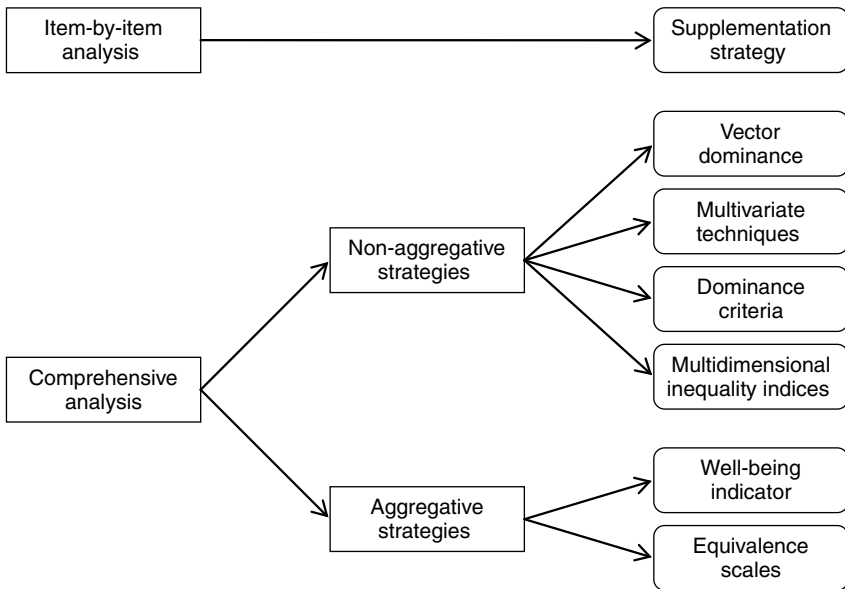 Item-by-item
analysis
Supplementation
strategy
Vector
dominance
Multivariate
techniques
Non-aggregative
strategies
Dominance
criteria
Multidimensional
inequality indices
Comprehensive
analysis
Well-being
indicator
Aggregative
strategies
Equivalence
scales